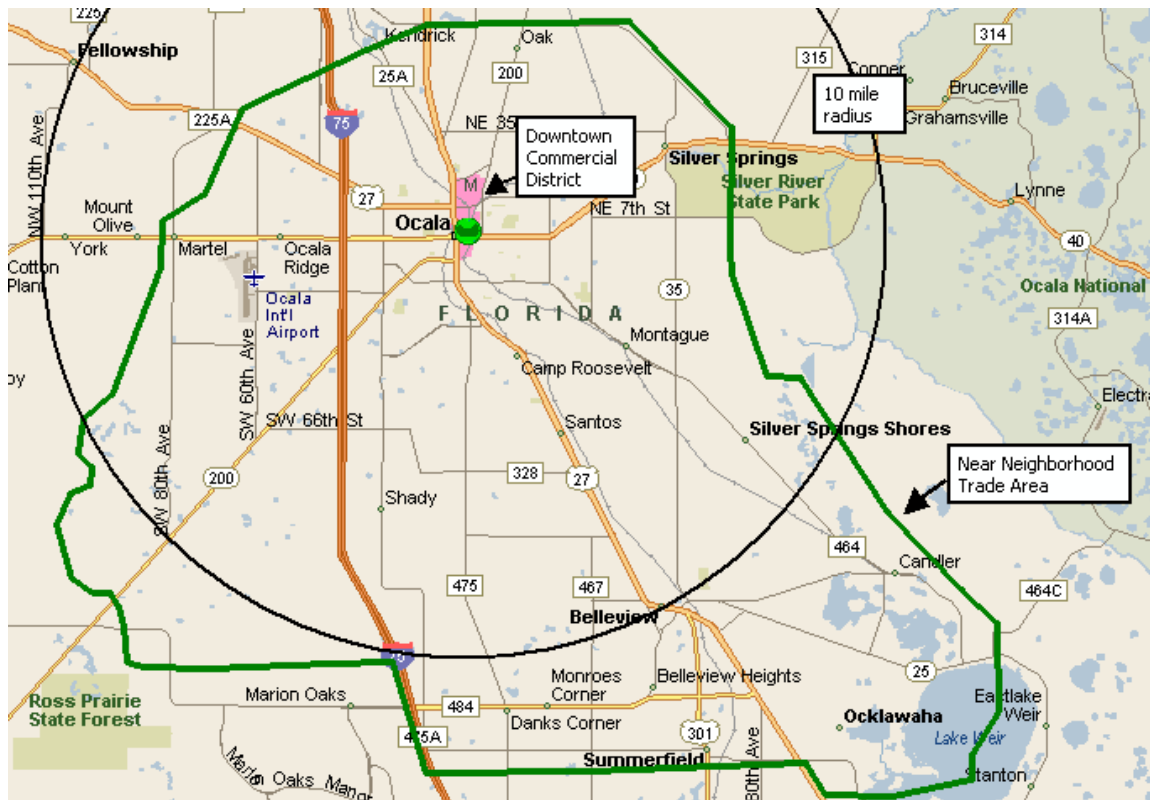 225
Fellowship
Kendrick
Oak
314
315
25A
200
Conner
10 mile
radius
Bruceville
Grahamsville
225A
75
NE 35
Downtown
Commercial
District
Silver Springs
Silver River
State Park
NW 110th Ave
M
27
NE 7th St
Lynne
Mount
Olive
Ocala
40
York
Martel
Ocala
Ridge
Cotton
Plant
Ocala
Int'l
Airport
35
Ocala National
FLORIDA
314A
Montague
SW 60th Ave
Camp Roosevelt
oy
Electra
SW 66th St
Santos
Silver Springs Shores
SW 80th Ave
200
328
27
Near Neighborhood
Trade Area
Shady
464
Candler
475
467
464C
Belleview
75
25
Monroes
Corner
Belleview Heights
Ross Prairie
State Forest
Marion Oaks
484
Danks Corner
Eastlake
Weir
Ocklawaha
475A
301
Lake Weir
Summerfield
80th Ave
Stanton
Oaks Mano